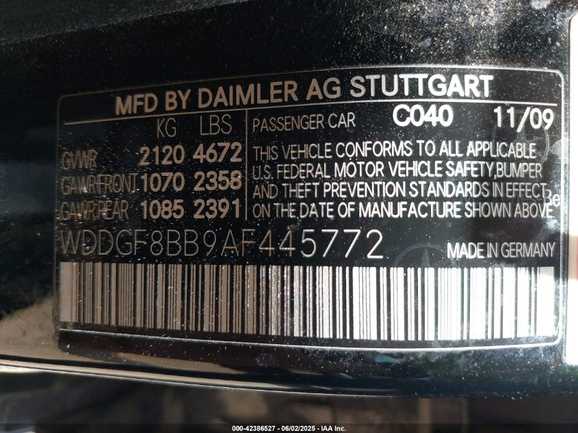 MFD BY DAIMLER AG STUTTGART
KG LBS
GVWR 2120 4672
GAWR FRONT 1070 2358
GAWR REAR 1085 2391
PASSENGER CAR C040 11/09
THIS VEHICLE CONFORMS TO ALL APPLICABLE
U.S. FEDERAL MOTOR VEHICLE SAFETY, BUMPER
AND THEFT PREVENTION STANDARDS IN EFFECT
ON THE DATE OF MANUFACTURE SHOWN ABOVE.
Be
WDDGF8BB9AF445772
MADE IN GERMANY
000-42386527 - 06/02/2025 - IAA Inc.